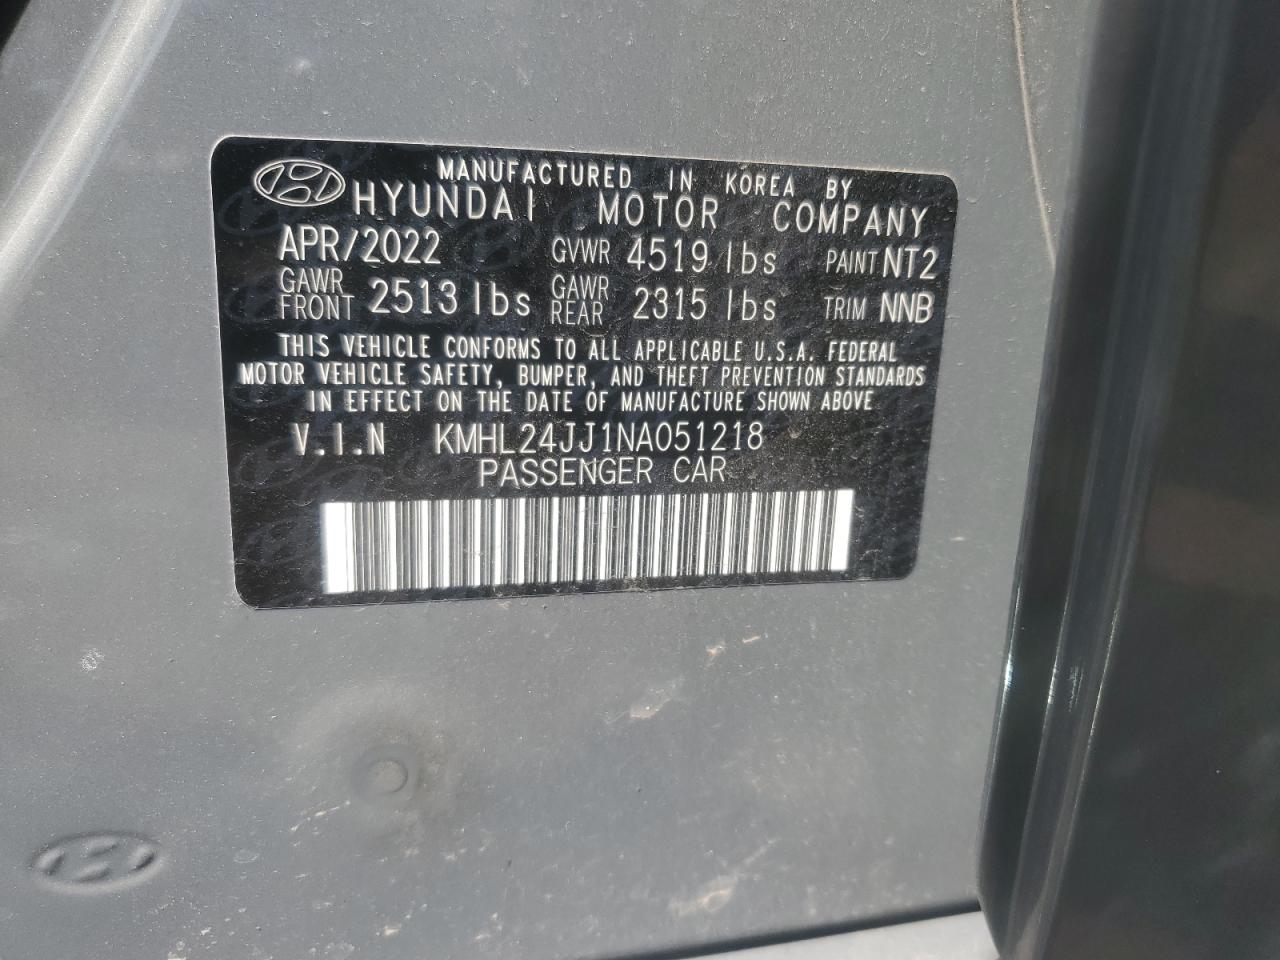 MANUFACTURED IN KOREA BY
HYUNDAI MOTOR COMPANY
APR/2022 GVWR 4519 lbs PAINT NT2
GAWR FRONT 2513 lbs GAWR REAR 2315 lbs TRIM NNB
THIS VEHICLE CONFORMS TO ALL APPLICABLE U.S.A. FEDERAL
MOTOR VEHICLE SAFETY, BUMPER, AND THEFT PREVENTION STANDARDS
IN EFFECT ON THE DATE OF MANUFACTURE SHOWN ABOVE
V.I.N KMHL24JJ1NA051218
PASSENGER CAR